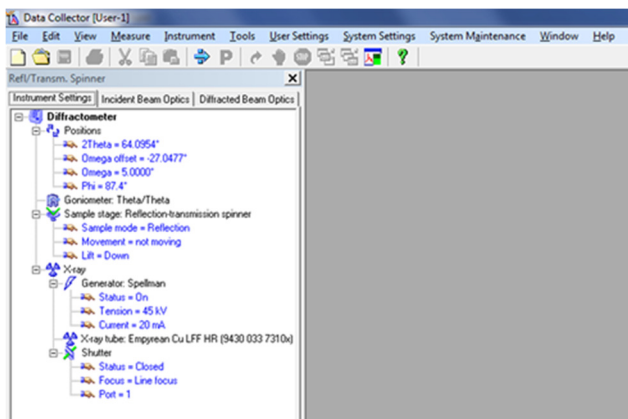 Data Collector [User-1]
File Edit View Measure Instrument Tools User Settings System Settings System Maintenance Window Help
Refl/Transm. Spinner
Instrument Settings Incident Beam Optics Diffracted Beam Optics
Diffractometer
Positions
2Theta = 64.0954°
Omega offset = -27.0477°
Omega = 5.0000°
Phi = 87.4°
Goniometer: Theta/Theta
Sample stage: Reflection-transmission spinner
Sample mode = Reflection
Movement = not moving
Lift = Down
X-ray
Generator: Spellman
Status = On
Tension = 45 kV
Current = 20 mA
X-ray tube: Empyrean Cu LFF HR (9430 033 7310x)
Shutter
Status = Closed
Focus = Line focus
Port = 1